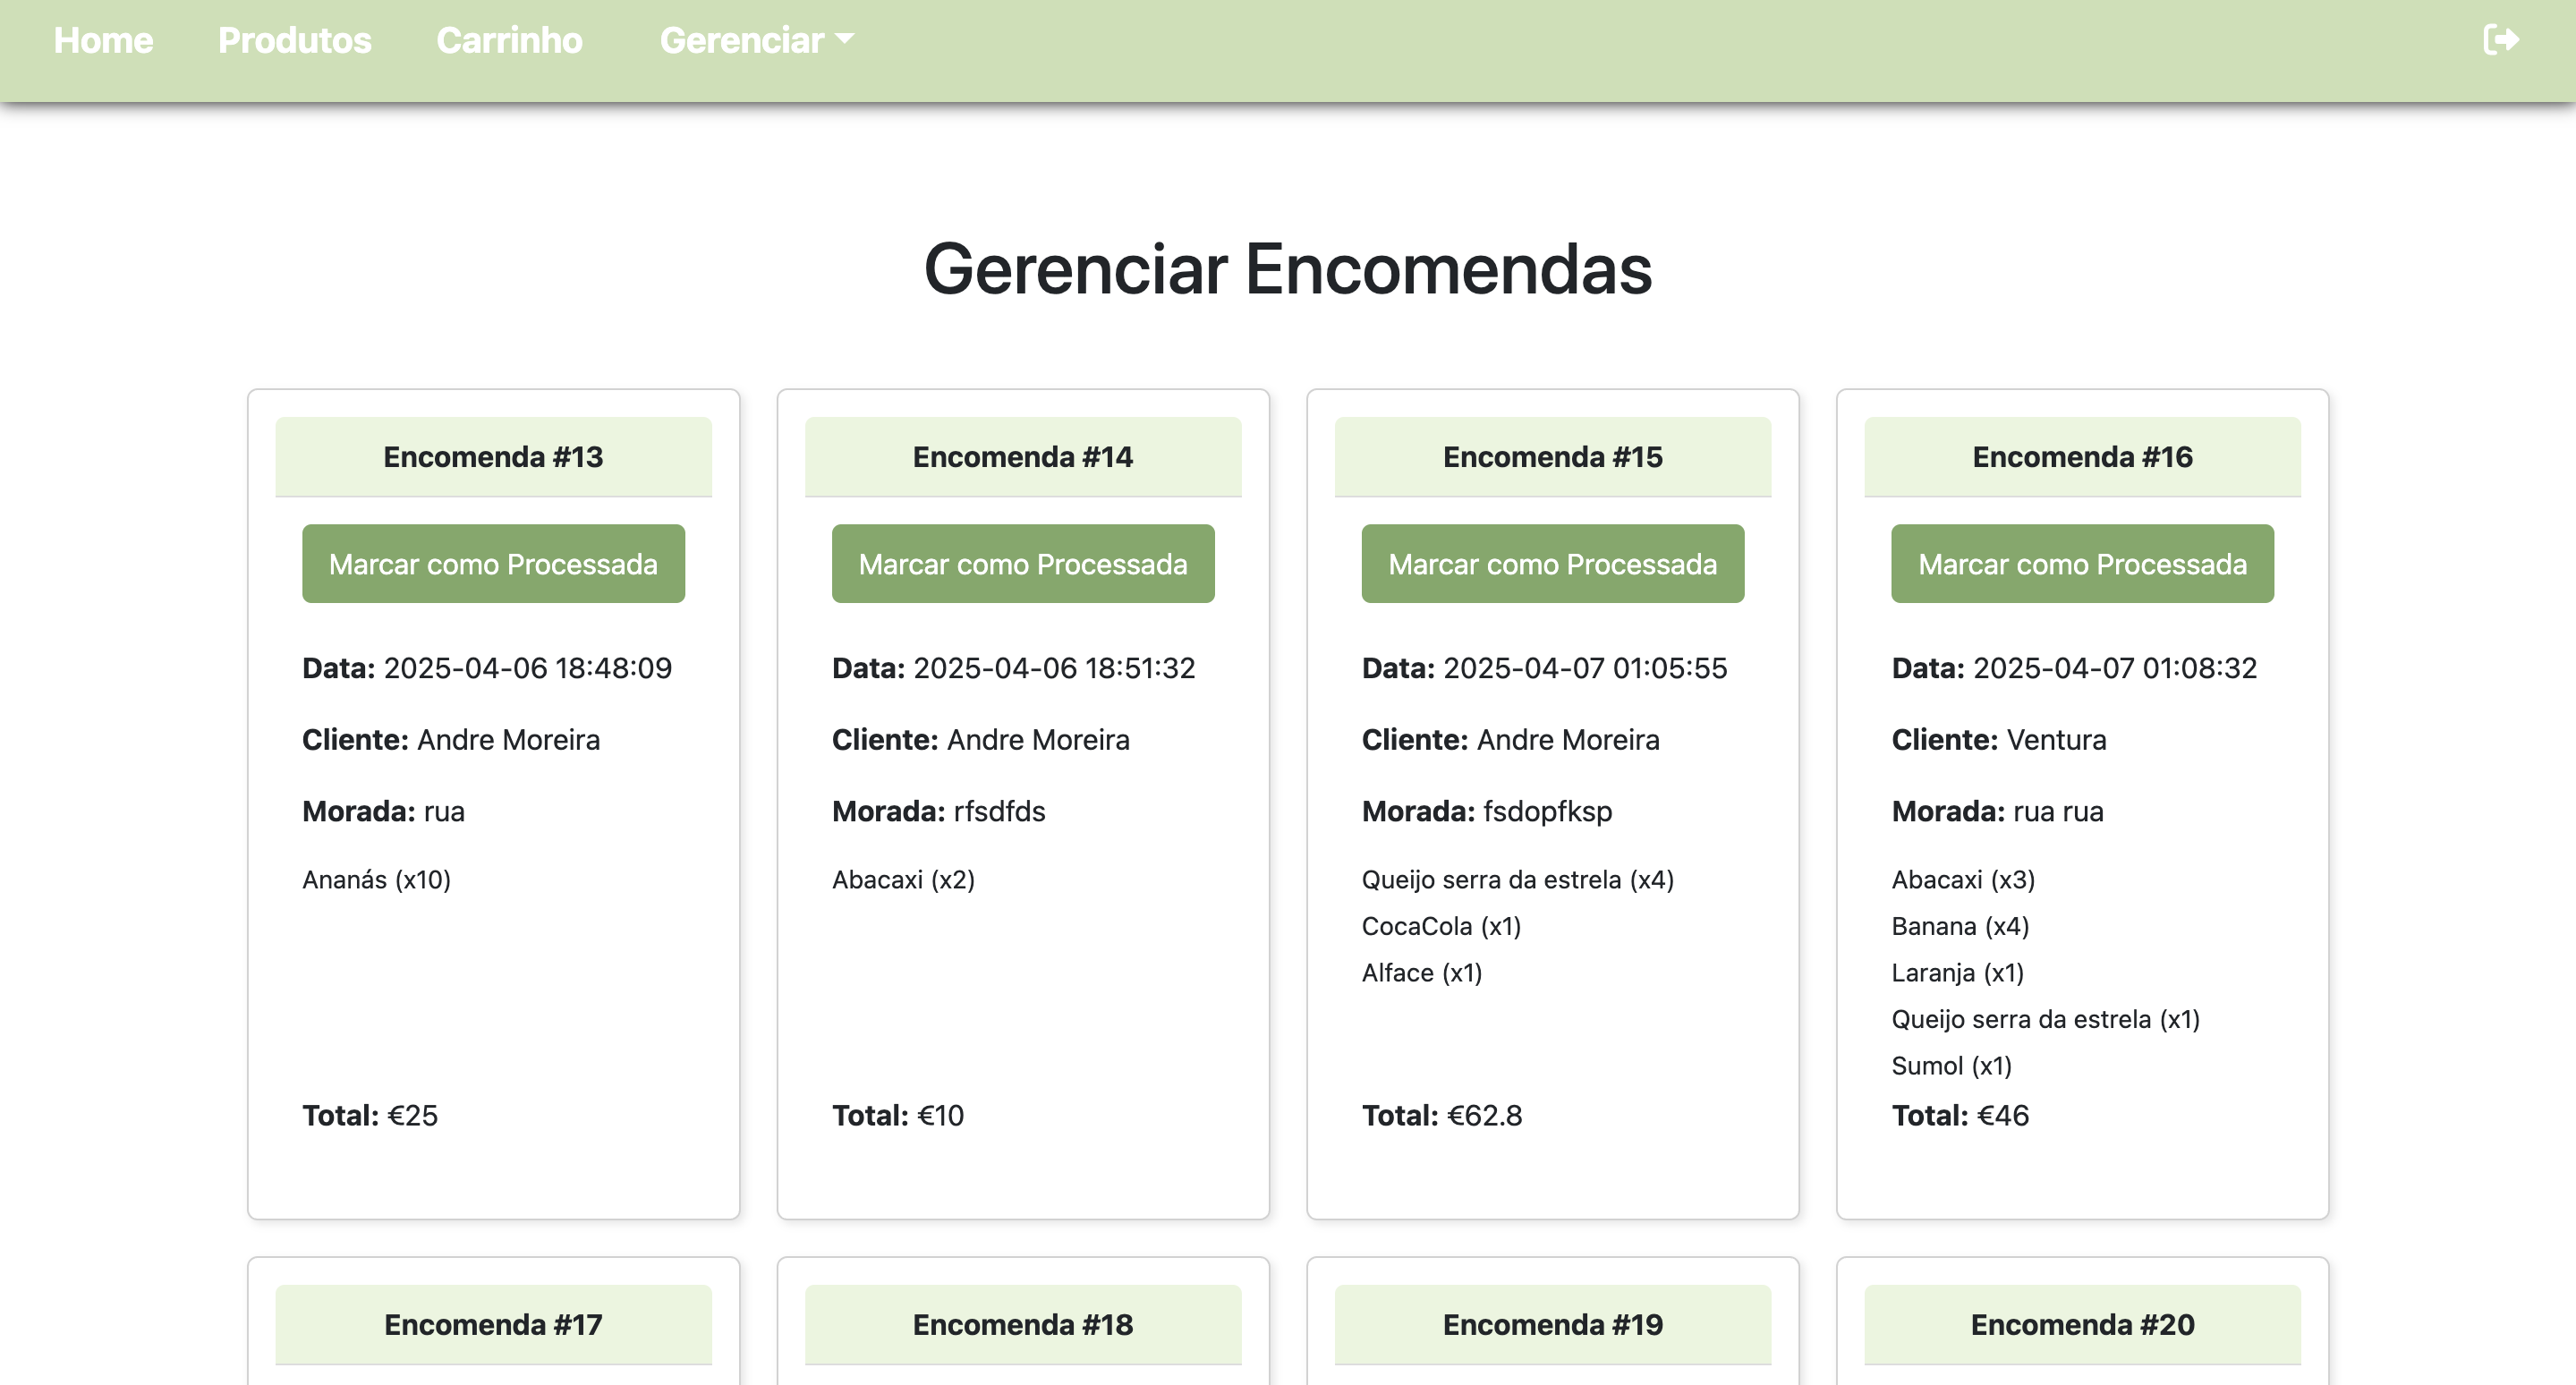 Home Produtos Carrinho Gerenciar
Gerenciar Encomendas
Encomenda #13
Marcar como Processada
Data: 2025-04-06 18:48:09
Cliente: Andre Moreira
Morada: rua
Ananás (x10)
Total: €25
Encomenda #14
Marcar como Processada
Data: 2025-04-06 18:51:32
Cliente: Andre Moreira
Morada: rfsdfds
Abacaxi (x2)
Total: €10
Encomenda #15
Marcar como Processada
Data: 2025-04-07 01:05:55
Cliente: Andre Moreira
Morada: fsdopfksp
Queijo serra da estrela (x4)
CocaCola (x1)
Alface (x1)
Total: €62.8
Encomenda #16
Marcar como Processada
Data: 2025-04-07 01:08:32
Cliente: Ventura
Morada: rua rua
Abacaxi (x3)
Banana (x4)
Laranja (x1)
Queijo serra da estrela (x1)
Sumol (x1)
Total: €46
Encomenda #17
Encomenda #18
Encomenda #19
Encomenda #20